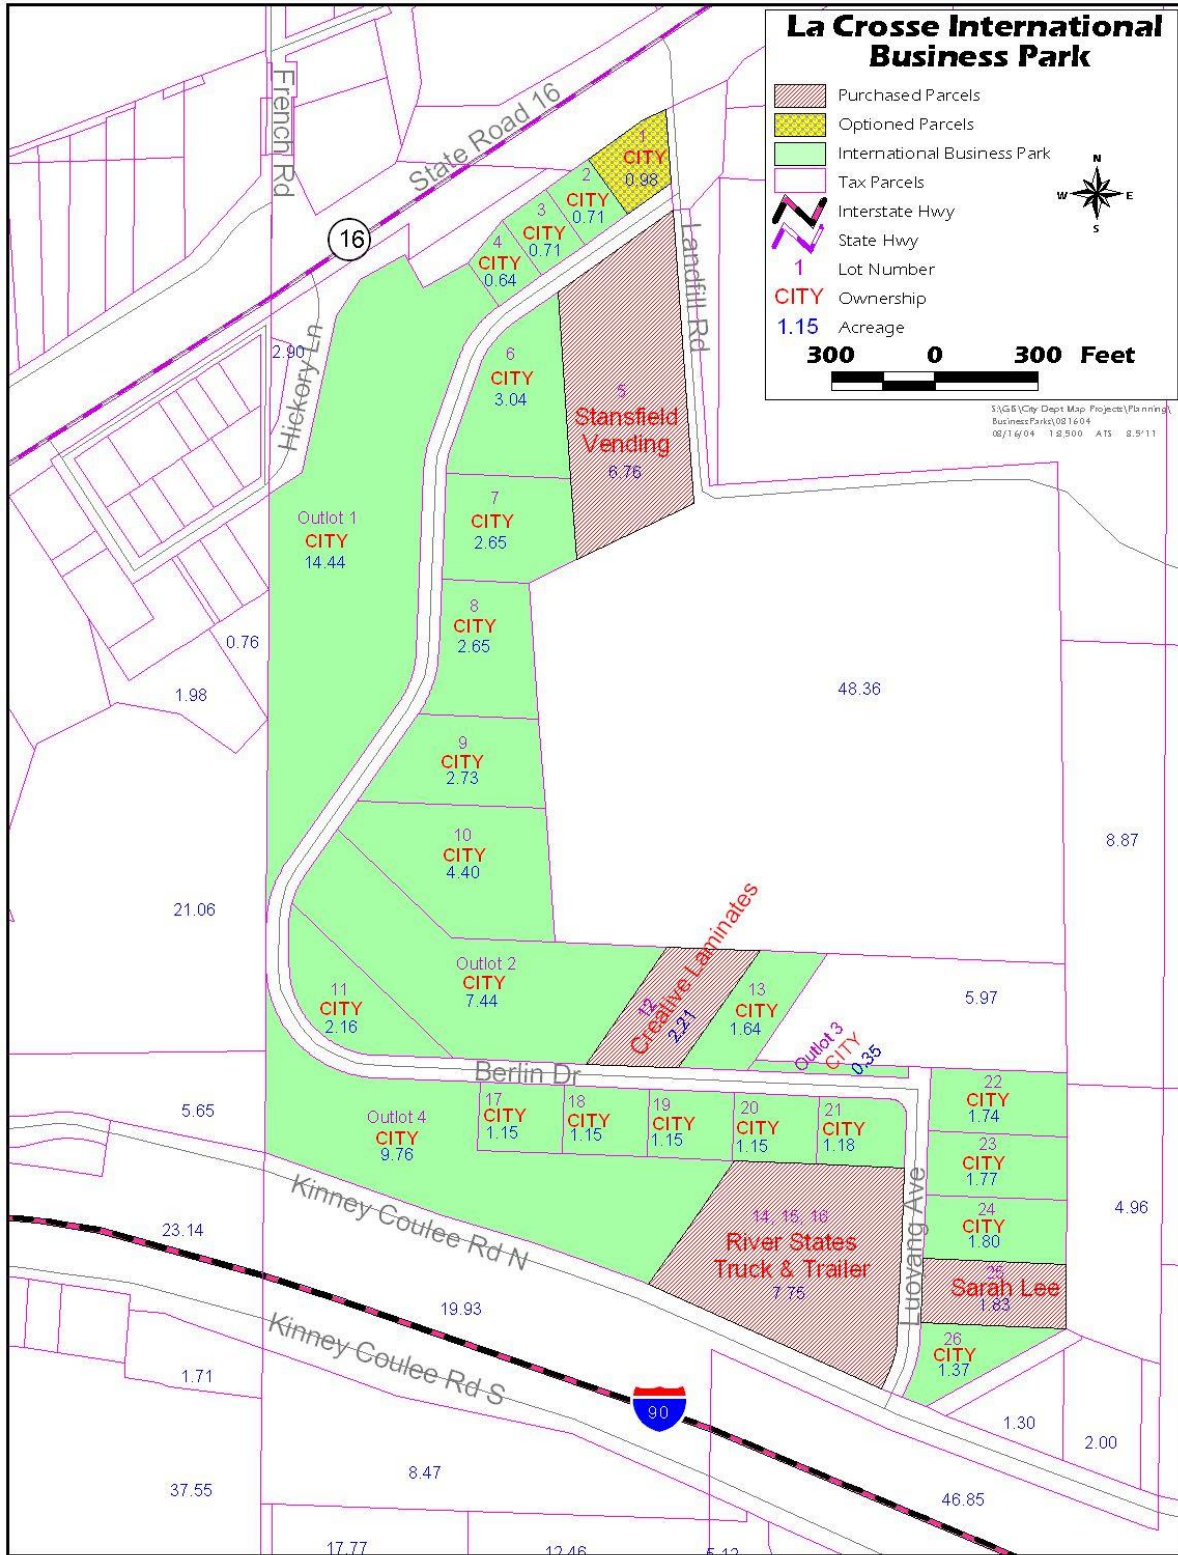 La Crosse International
Business Park
Purchased Parcels
Optioned Parcels
International Business Park
Tax Parcels
Interstate Hwy
State Hwy
1 Lot Number
CITY Ownership
1.15 Acreage
300 0 300 Feet
N
W E
S
08/16/04
French Rd
State Road 16
16
Hickory Ln
2.90
Landfill Rd
1
CITY
0.98
2
CITY
0.71
3
CITY
0.71
4
CITY
0.64
5
Stansfield
Vending
6.76
6
CITY
3.04
7
CITY
2.65
Outlot 1
CITY
14.44
8
CITY
2.65
0.76
1.98
48.36
9
CITY
2.73
10
CITY
4.40
8.87
21.06
Outlot 2
CITY
7.44
11
CITY
2.16
12
Creative Laminates
2.21
13
CITY
1.64
5.97
Outlot 3
CITY
0.35
Berlin Dr
5.65
Outlot 4
CITY
9.76
17
CITY
1.15
18
CITY
1.15
19
CITY
1.15
20
CITY
1.15
21
CITY
1.18
22
CITY
1.74
23
CITY
1.77
24
CITY
1.80
4.96
Luoyang Ave
14, 15, 16
River States
Truck & Trailer
7.75
25
Sarah Lee
1.83
26
CITY
1.37
Kinney Coulee Rd N
23.14
19.93
Kinney Coulee Rd S
1.71
90
1.30
2.00
8.47
37.55
46.85
17.77
12.46
5.12